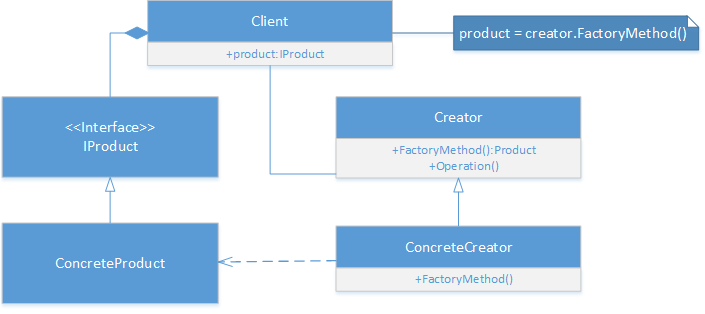 Client
+product:IProduct
product = creator.FactoryMethod()
<<Interface>>
IProduct
Creator
+FactoryMethod():Product
+Operation()
ConcreteProduct
ConcreteCreator
+FactoryMethod()